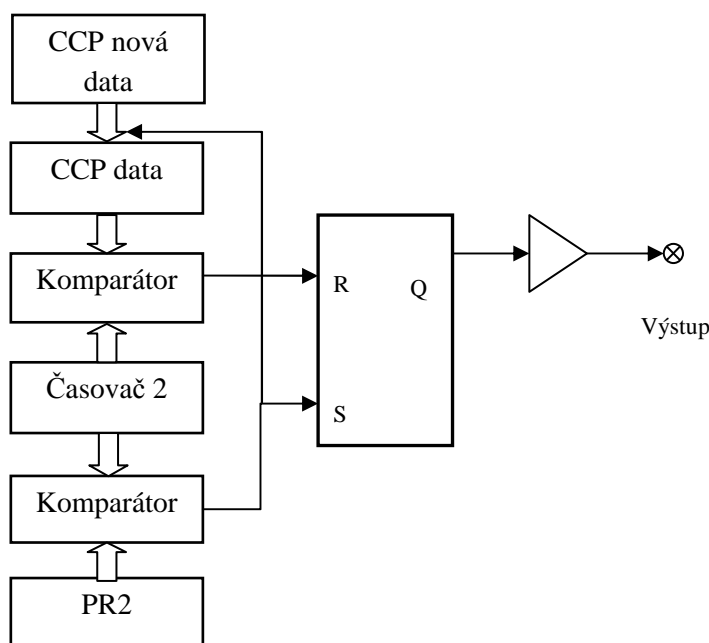 CCP nová
data
CCP data
Komparátor
R
Q
Výstup
Časovač 2
S
Komparátor
PR2